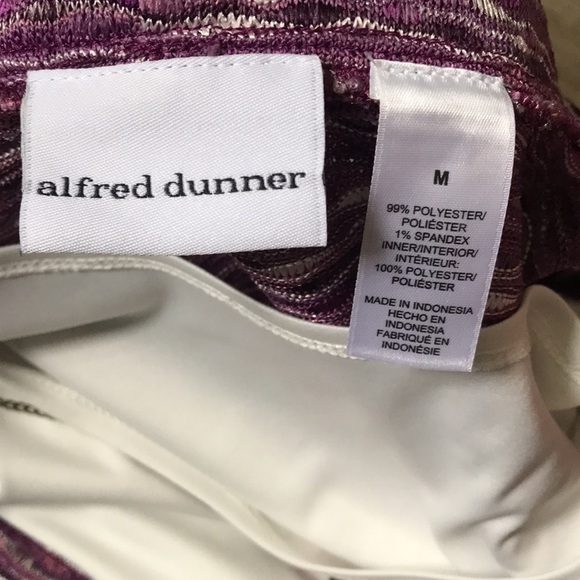 alfred dunner
M
99% POLYESTER/
POLIÉSTER
1% SPANDEX
INNER/INTERIOR/
INTÉRIEUR:
100% POLYESTER/
POLIÉSTER
MADE IN INDONESIA
HECHO EN
INDONESIA
FABRIQUÉ EN
INDONÉSIE